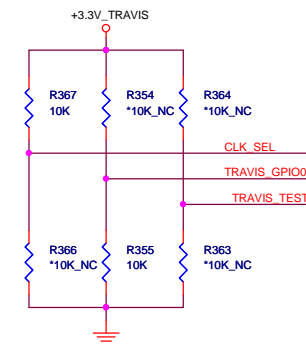 +3.3V_TRAVIS
R367 R354 R364
10K *10K_NC *10K_NC
CLK_SEL
TRAVIS_GPIO0
TRAVIS_TEST
R366 R355 R363
*10K_NC 10K *10K_NC